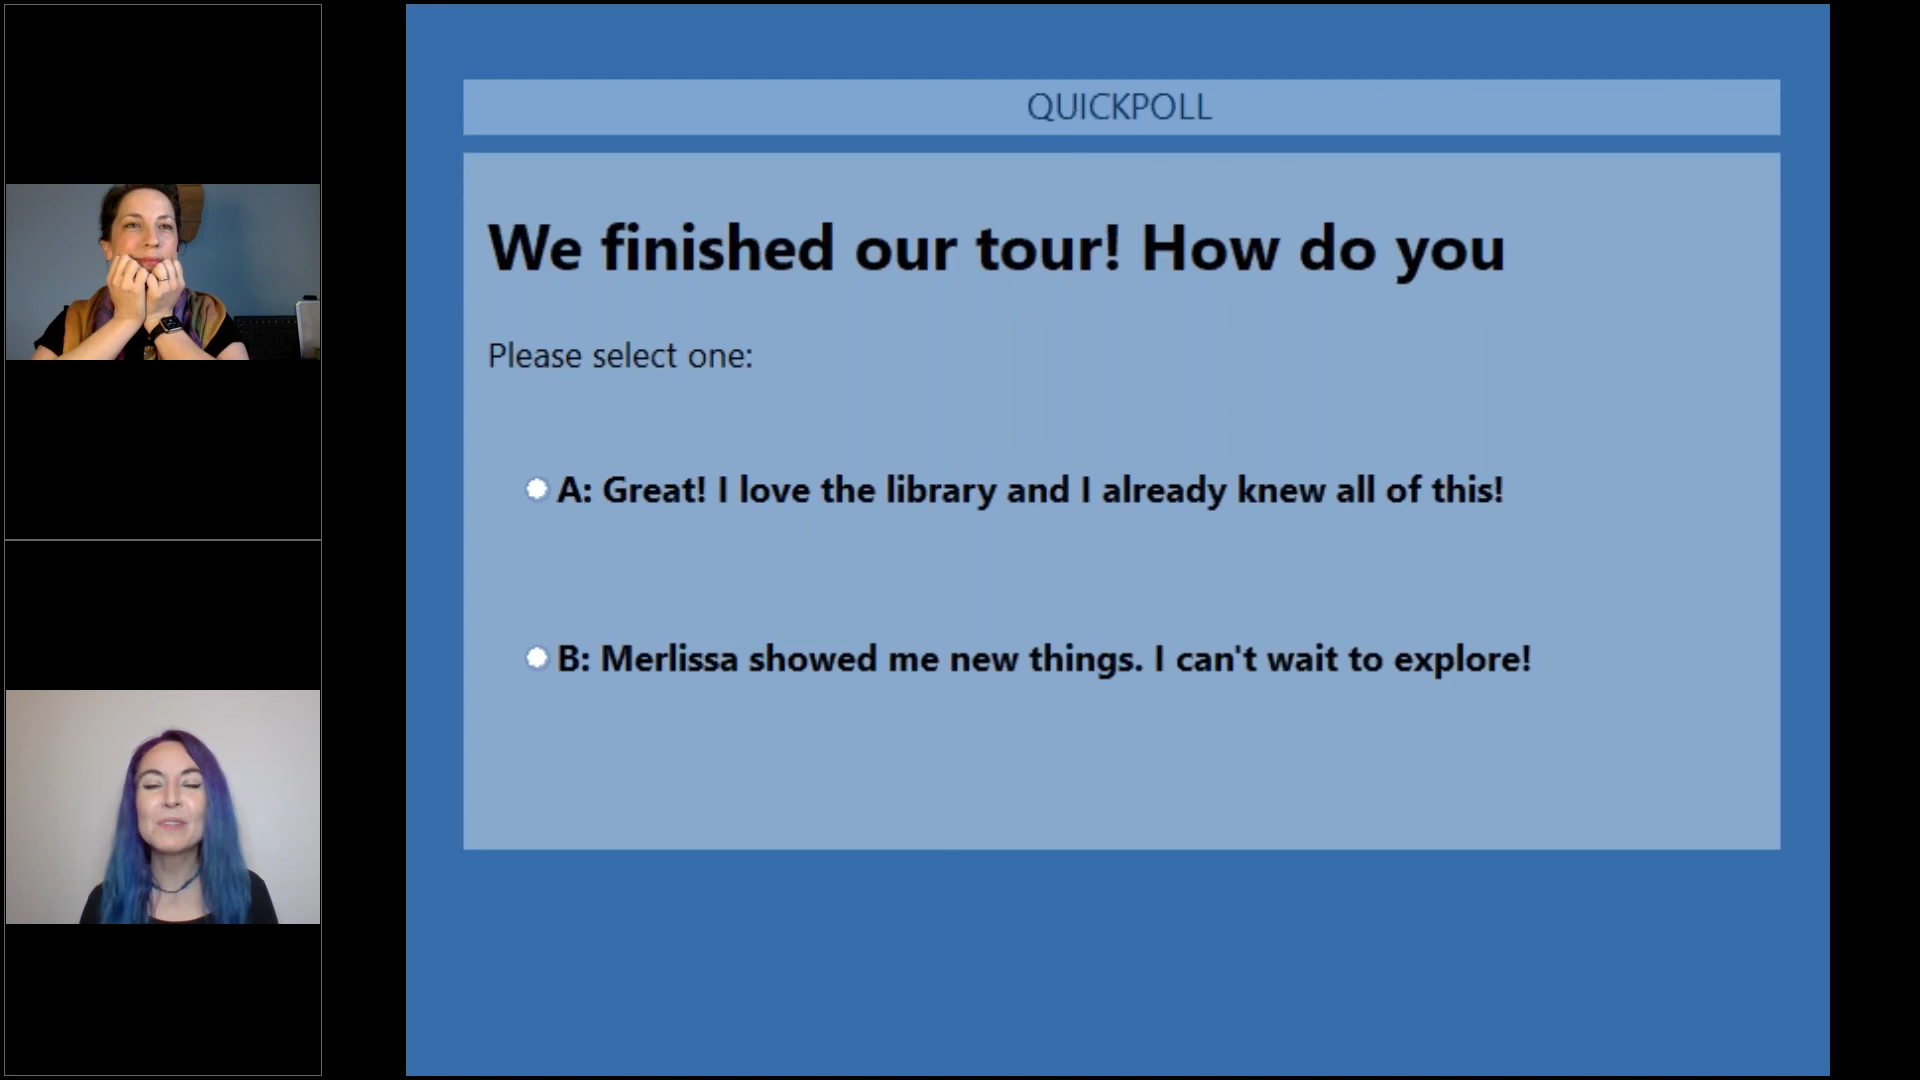 QUICKPOLL
We finished our tour! How do you
Please select one:
A: Great! I love the library and I already knew all of this!
B: Merlissa showed me new things. I can't wait to explore!